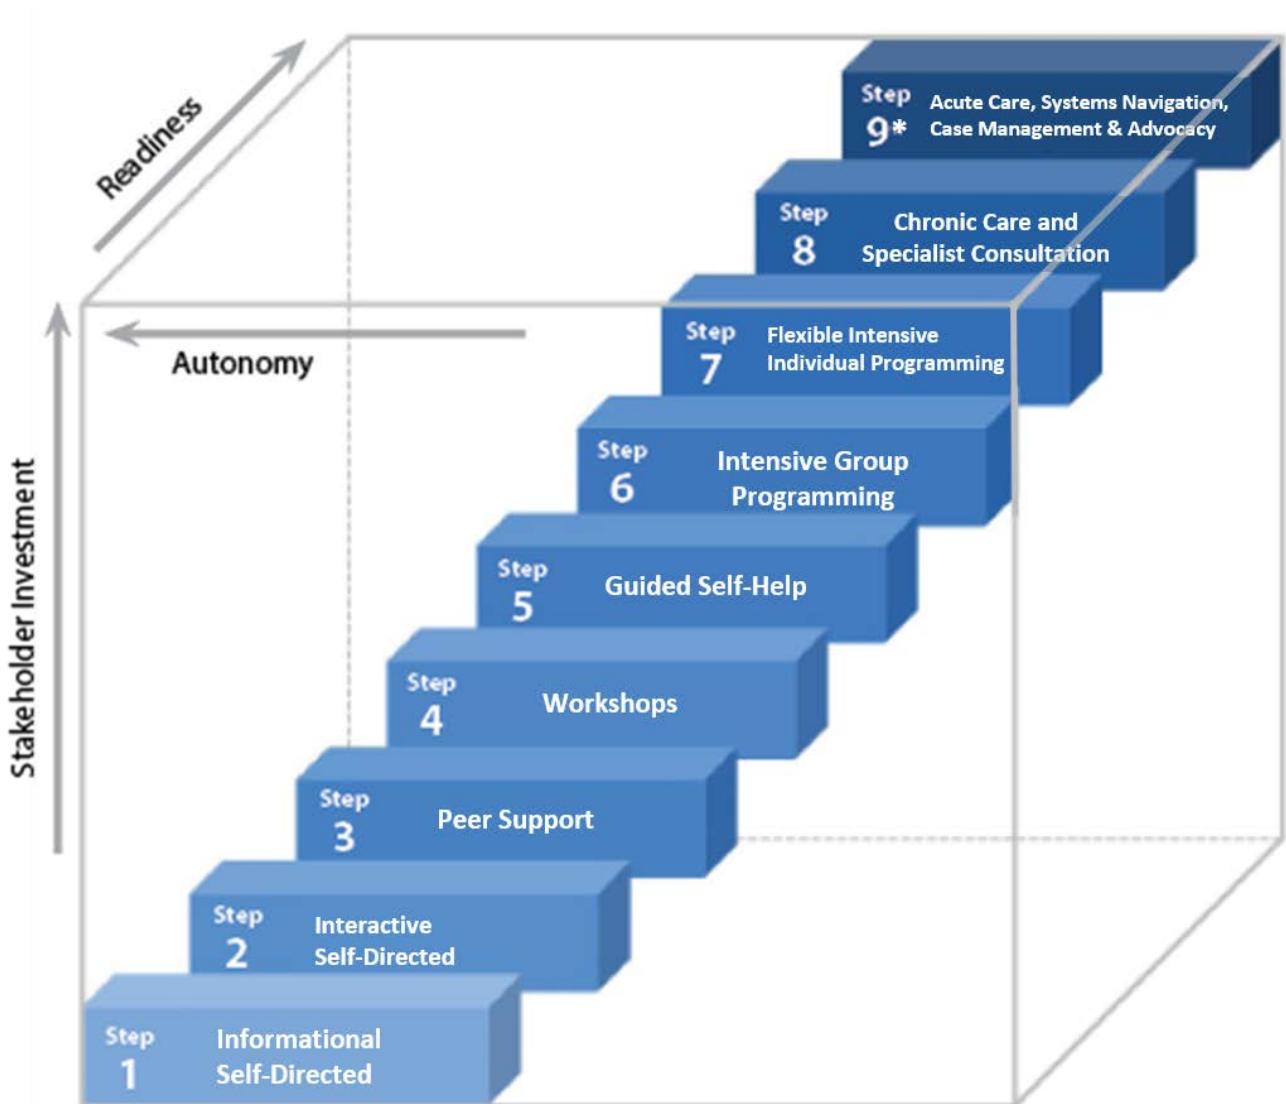 Readiness
Stakeholder Investment
Autonomy
Step
9*
Acute Care, Systems Navigation,
Case Management & Advocacy
Step
8
Chronic Care and
Specialist Consultation
Step
7
Flexible Intensive
Individual Programming
Step
6
Intensive Group
Programming
Step
5
Guided Self-Help
Step
4
Workshops
Step
3
Peer Support
Step
2
Interactive
Self-Directed
Step
1
Informational
Self-Directed